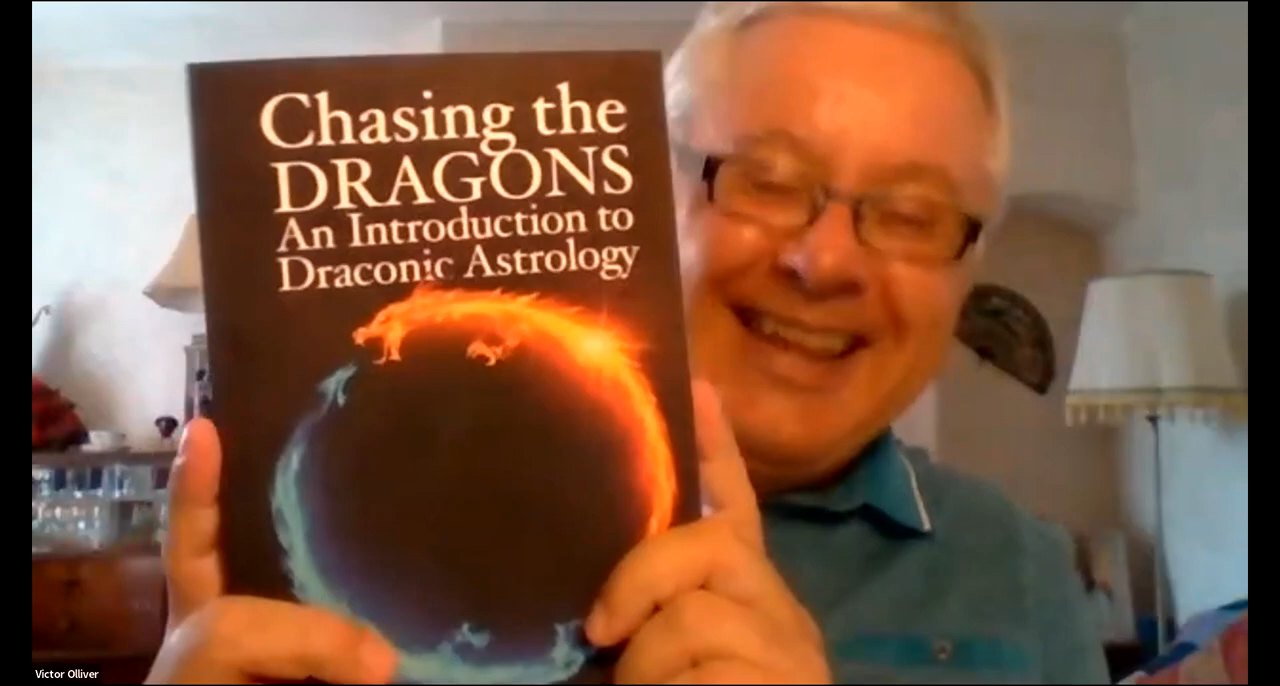 Chasing the
DRAGONS
An Introduction to
Draconic Astrology
Victor Olliver